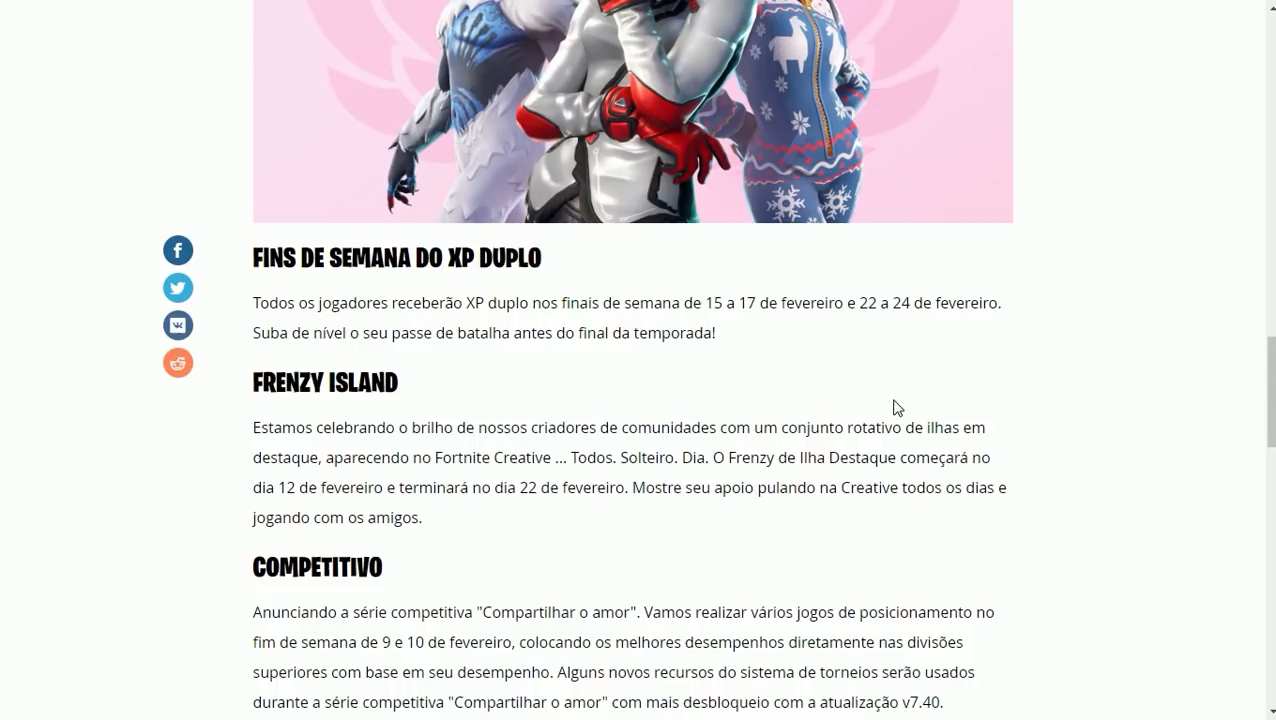 FINS DE SEMANA DO XP DUPLO
Todos os jogadores receberão XP duplo nos finais de semana de 15 a 17 de fevereiro e 22 a 24 de fevereiro.
Suba de nível o seu passe de batalha antes do final da temporada!
FRENZY ISLAND
Estamos celebrando o brilho de nossos criadores de comunidades com um conjunto rotativo de ilhas em
destaque, aparecendo no Fortnite Creative ... Todos. Solteiro. Dia. O Frenzy de Ilha Destaque começará no
dia 12 de fevereiro e terminará no dia 22 de fevereiro. Mostre seu apoio pulando na Creative todos os dias e
jogando com os amigos.
COMPETITIVO
Anunciando a série competitiva "Compartilhar o amor". Vamos realizar vários jogos de posicionamento no
fim de semana de 9 e 10 de fevereiro, colocando os melhores desempenhos diretamente nas divisões
superiores com base em seu desempenho. Alguns novos recursos do sistema de torneios serão usados
durante a série competitiva "Compartilhar o amor" com mais desbloqueio com a atualização v7.40.